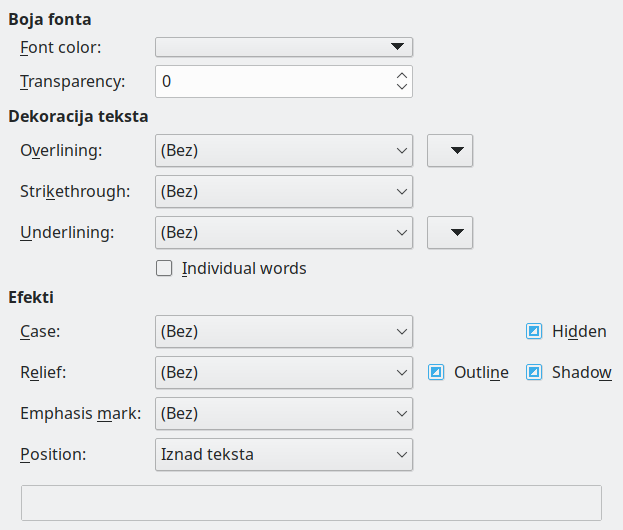 Boja fonta
Font color:
Transparency: 0
Dekoracija teksta
Overlining: (Bez)
Strikethrough: (Bez)
Underlining: (Bez)
Individual words
Efekti
Case: (Bez) Hidden
Relief: (Bez) Outline Shadow
Emphasis mark: (Bez)
Position: Iznad teksta